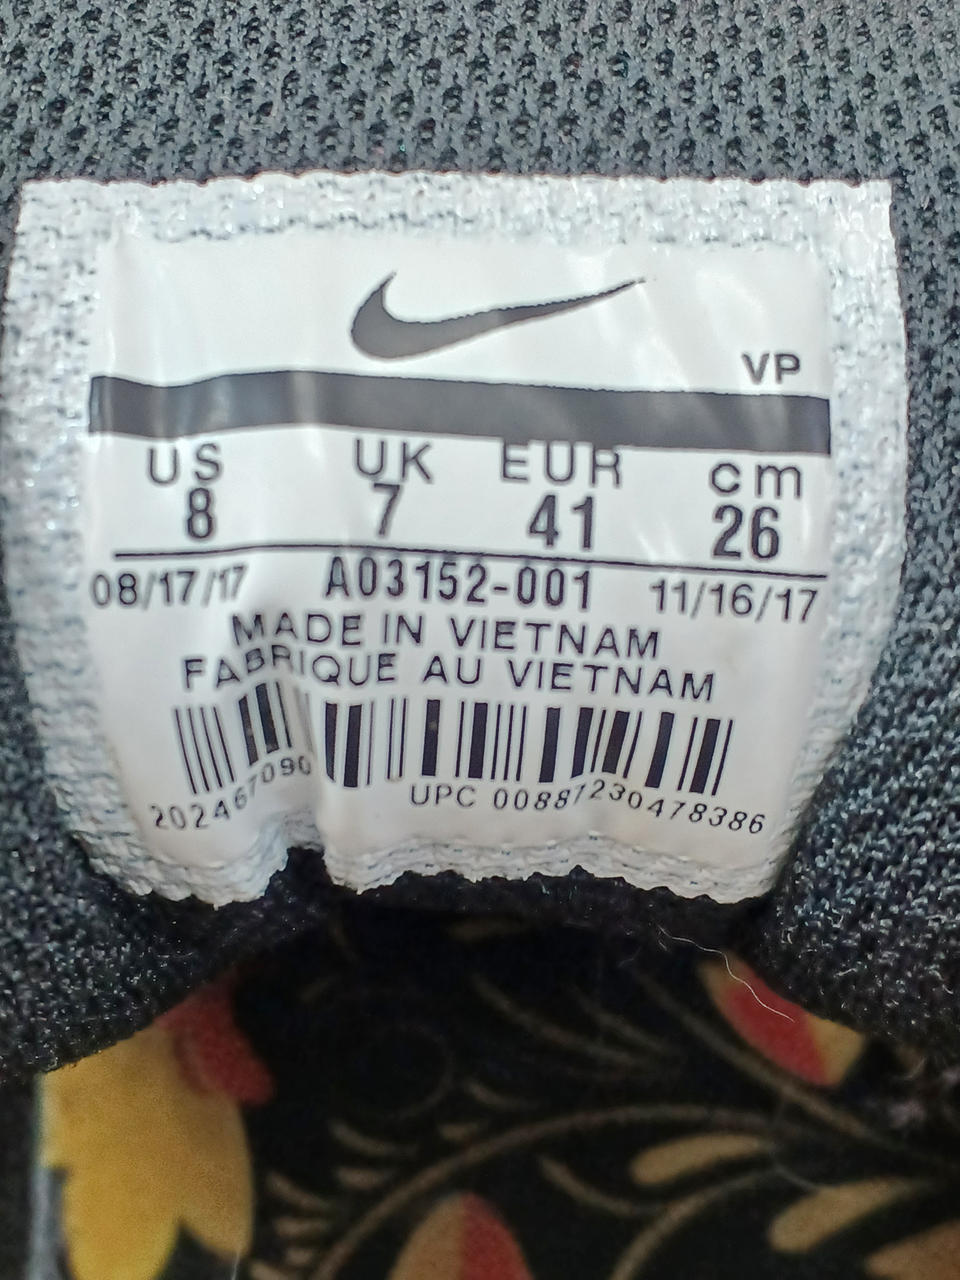 VP
US UK EUR cm
8 7 41 26
08/17/17 A03152-001 11/16/17
MADE IN VIETNAM
FABRIQUE AU VIETNAM
202467090 UPC 00887230478386